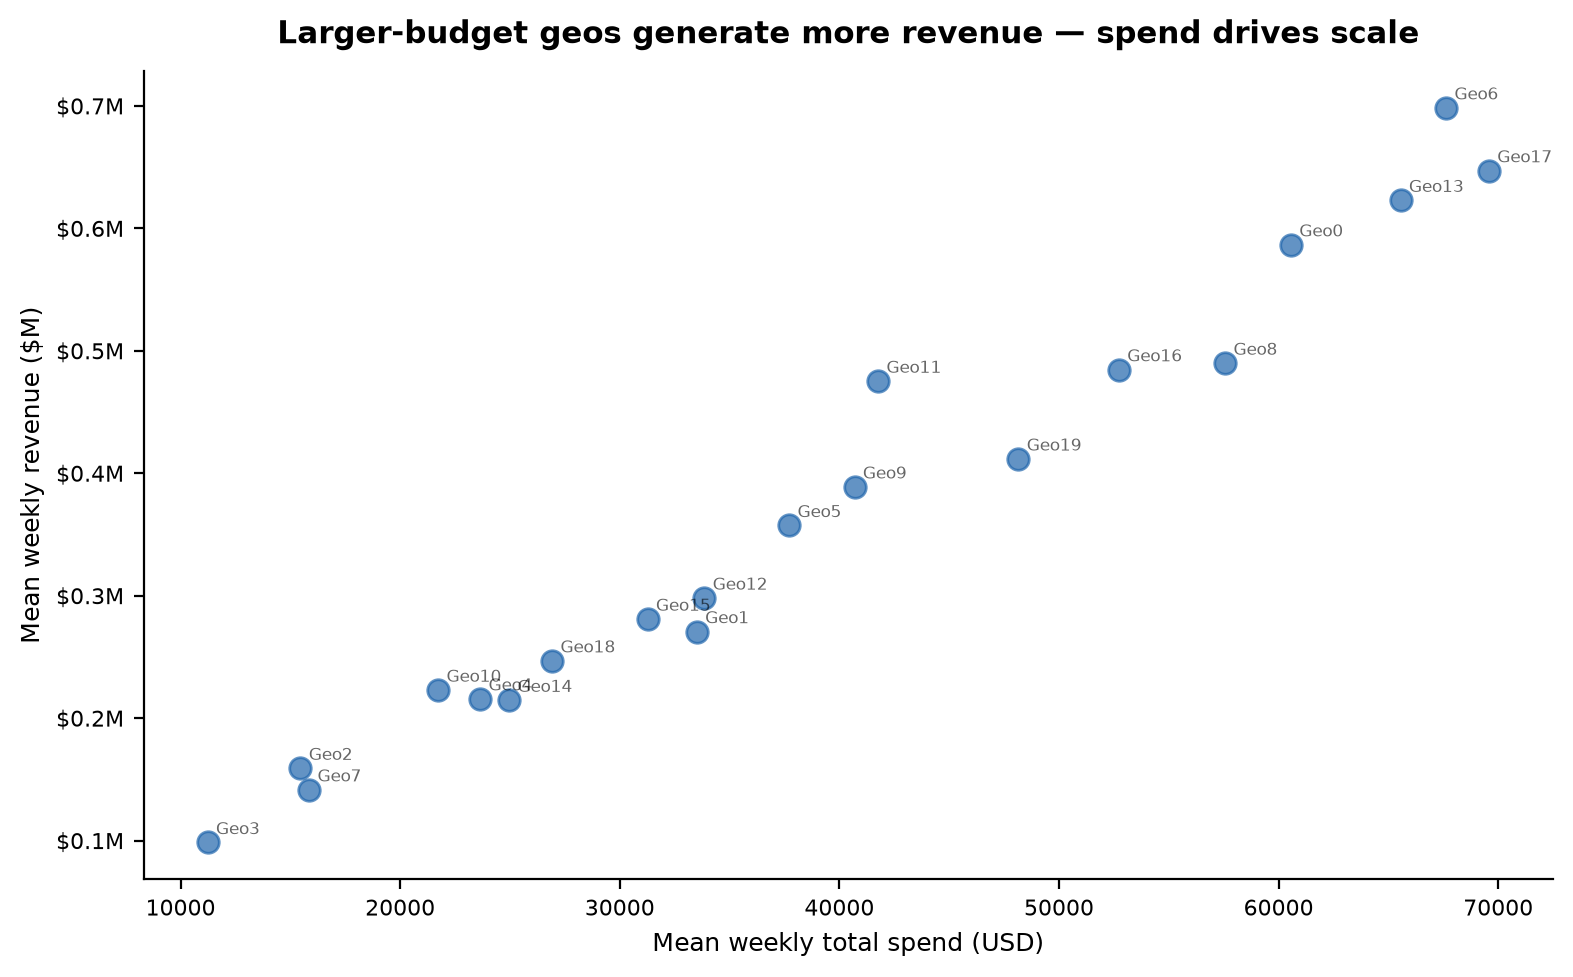 Larger-budget geos generate more revenue — spend drives scale
Mean weekly revenue ($M)
$0.7M
$0.6M
$0.5M
$0.4M
$0.3M
$0.2M
$0.1M
Geo6
Geo17
Geo13
Geo0
Geo11
Geo16
Geo8
Geo19
Geo9
Geo5
Geo12
Geo15
Geo1
Geo18
Geo10
Geo4
Geo14
Geo2
Geo7
Geo3
10000 20000 30000 40000 50000 60000 70000
Mean weekly total spend (USD)